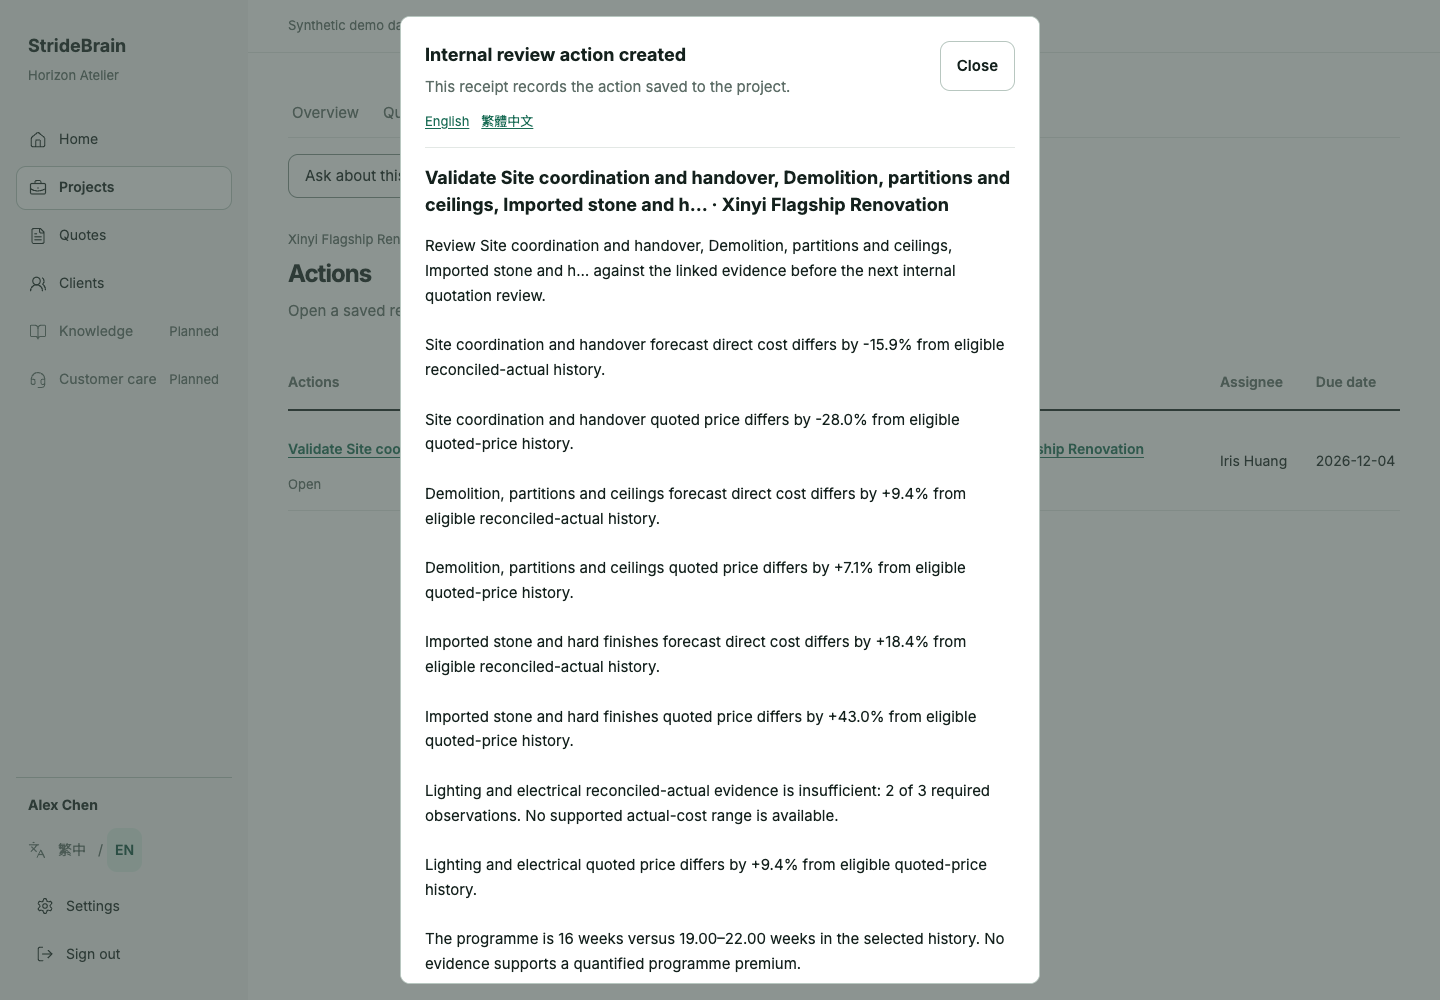 StrideBrain
Horizon Atelier
Home
Projects
Quotes
Clients
Knowledge Planned
Customer care Planned
Alex Chen
繁中 / EN
Settings
Sign out
Synthetic demo
Overview
Ask about
Xinyi Flagship
Actions
Open a saved
Actions Assignee Due date
Validate Site
ship Renovation
Iris Huang 2026-12-04
Open
Internal review action created
Close
This receipt records the action saved to the project.
English 繁體中文
Validate Site coordination and handover, Demolition, partitions and
ceilings, Imported stone and h... · Xinyi Flagship Renovation
Review Site coordination and handover, Demolition, partitions and ceilings,
Imported stone and h... against the linked evidence before the next internal
quotation review.
Site coordination and handover forecast direct cost differs by -15.9% from eligible
reconciled-actual history.
Site coordination and handover quoted price differs by -28.0% from eligible
quoted-price history.
Demolition, partitions and ceilings forecast direct cost differs by +9.4% from
eligible reconciled-actual history.
Demolition, partitions and ceilings quoted price differs by +7.1% from eligible
quoted-price history.
Imported stone and hard finishes forecast direct cost differs by +18.4% from
eligible reconciled-actual history.
Imported stone and hard finishes quoted price differs by +43.0% from eligible
quoted-price history.
Lighting and electrical reconciled-actual evidence is insufficient: 2 of 3 required
observations. No supported actual-cost range is available.
Lighting and electrical quoted price differs by +9.4% from eligible quoted-price
history.
The programme is 16 weeks versus 19.00–22.00 weeks in the selected history. No
evidence supports a quantified programme premium.